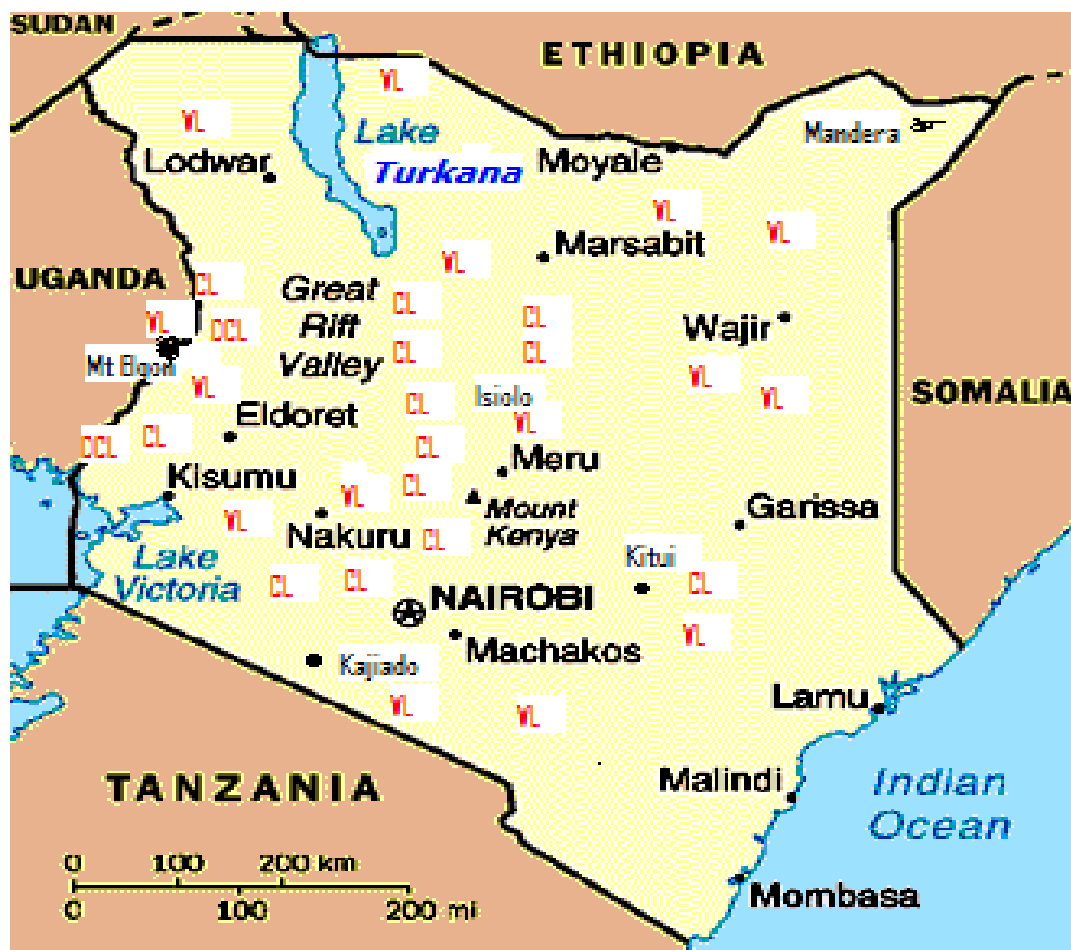 SUDAN
ETHIOPIA
VL
VL
Lake
Turkana
Mandera
Lodwar
Moyale
VL
VL
Marsabit
VL
UGANDA
CL
Great
Rift
Valley
CL
CL
VL
DCL
Wajir
Mt Elgon
CL
CL
VL
VL
VL
SOMALIA
Isiolo
CL
Eldoret
VL
DCL
CL
CL
Meru
Kisumu
VL
CL
Mount
Kenya
Garissa
VL
Nakuru
CL
Lake
Victoria
Kitui
CL
CL
CL
NAIROBI
VL
Machakos
Kajiado
VL
VL
Lamu
TANZANIA
Malindi
Indian
Ocean
0 100 200 km
0 100 200 mi
Mombasa